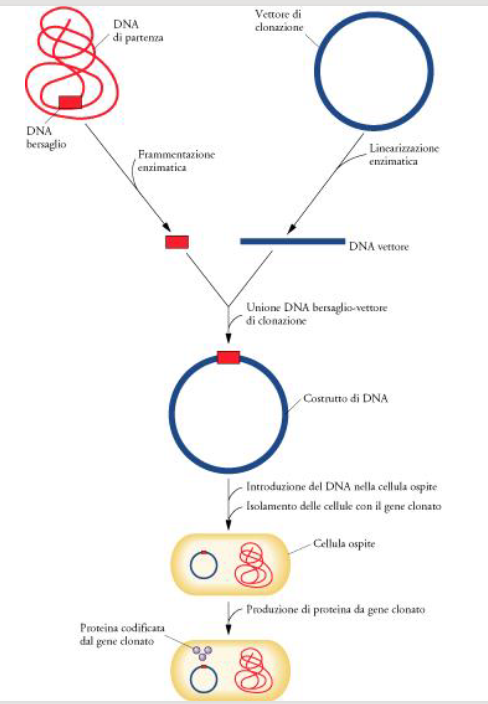 DNA
di partenza
Vettore di
clonazione
DNA
bersaglio
Frammentazione
enzimatica
Linearizzazione
enzimatica
DNA vettore
Unione DNA bersaglio-vettore
di clonazione
Costrutto di DNA
Introduzione del DNA nella cellula ospite
Isolamento delle cellule con il gene clonato
Cellula ospite
Produzione di proteina da gene clonato
Proteina codificata
dal gene clonato